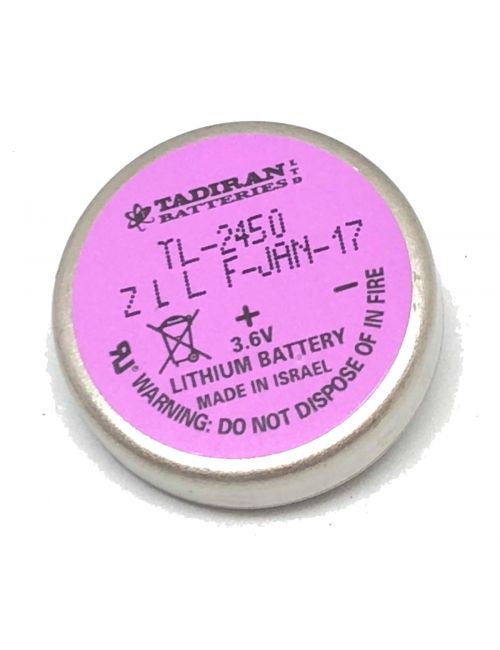 TADIRAN LTD
BATTERIES
TL-2450
Z L L F-JAN-17
+ −
3.6V
LITHIUM BATTERY
MADE IN ISRAEL
WARNING: DO NOT DISPOSE OF IN FIRE